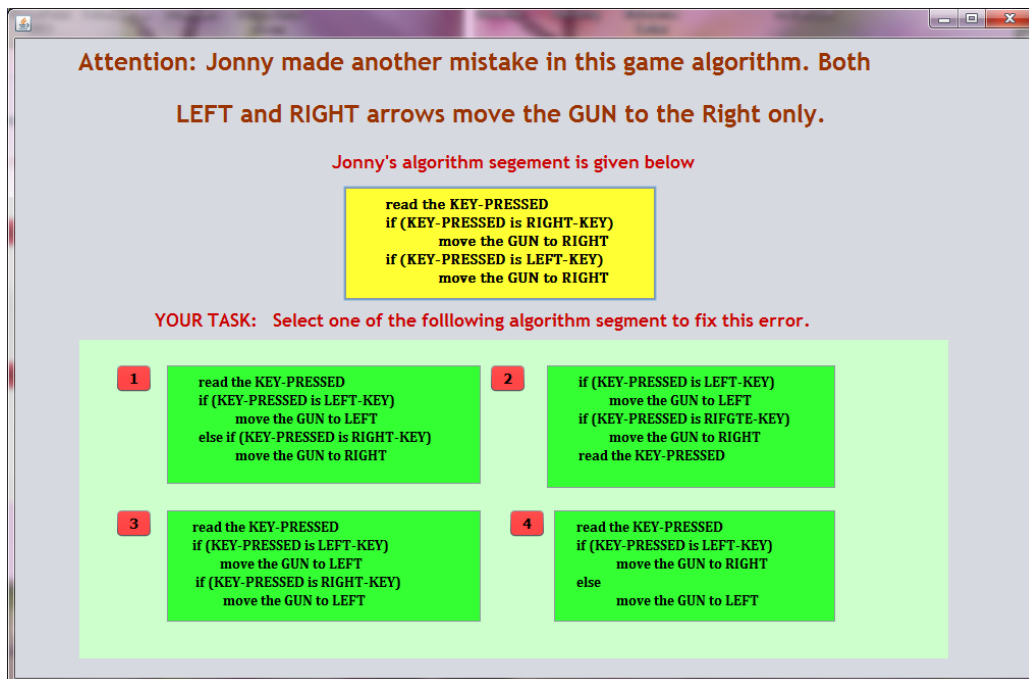 Attention: Jonny made another mistake in this game algorithm. Both
LEFT and RIGHT arrows move the GUN to the Right only.
Jonny's algorithm segement is given below
read the KEY-PRESSED
if (KEY-PRESSED is RIGHT-KEY)
move the GUN to RIGHT
if (KEY-PRESSED is LEFT-KEY)
move the GUN to RIGHT
YOUR TASK: Select one of the folllowing algorithm segment to fix this error.
1
read the KEY-PRESSED
if (KEY-PRESSED is LEFT-KEY)
move the GUN to LEFT
else if (KEY-PRESSED is RIGHT-KEY)
move the GUN to RIGHT
2
if (KEY-PRESSED is LEFT-KEY)
move the GUN to LEFT
if (KEY-PRESSED is RIFGTE-KEY)
move the GUN to RIGHT
read the KEY-PRESSED
3
read the KEY-PRESSED
if (KEY-PRESSED is LEFT-KEY)
move the GUN to LEFT
if (KEY-PRESSED is RIGHT-KEY)
move the GUN to LEFT
4
read the KEY-PRESSED
if (KEY-PRESSED is LEFT-KEY)
move the GUN to RIGHT
else
move the GUN to LEFT